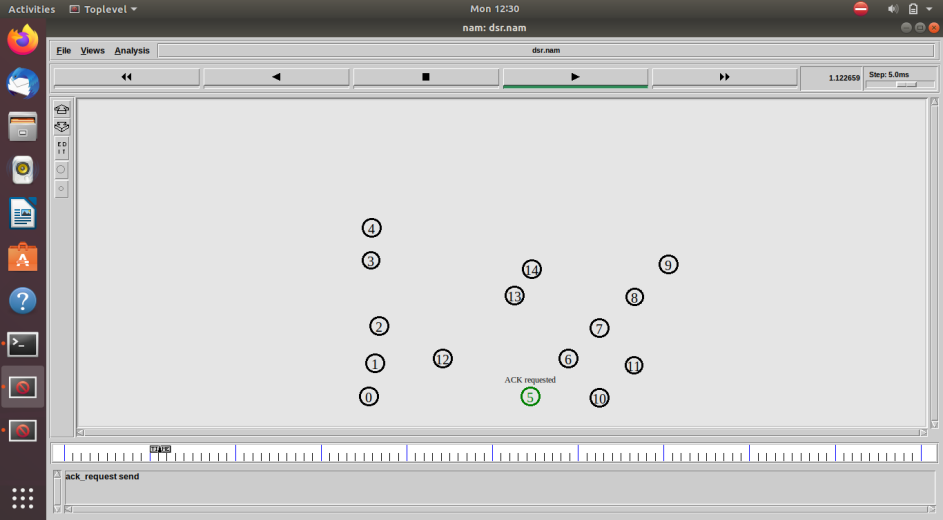 Activities Toplevel Mon 12:30
nam: dsr.nam
File Views Analysis dsr.nam
1.122659 Step: 5.0ms
E D
I T
4
3
14
9
13
8
2
7
1
12
6
11
ACK requested
0
5
10
ack_request send